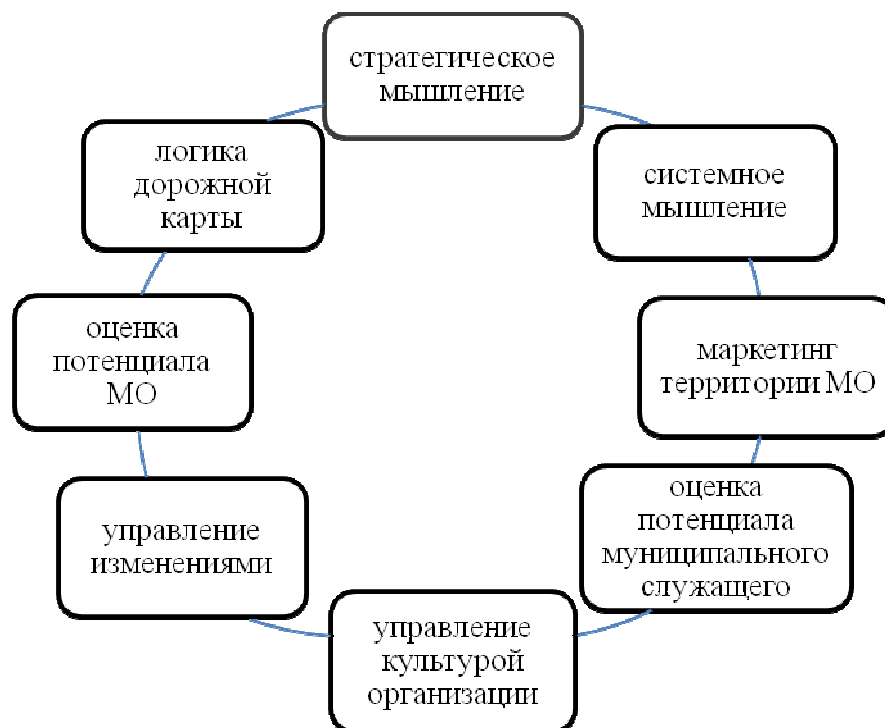 стратегическое
мышление
системное
мышление
маркетинг
территории МО
оценка
потенциала
муниципального
служащего
управление
культурой
организации
управление
изменениями
оценка
потенциала
МО
логика
дорожной
карты